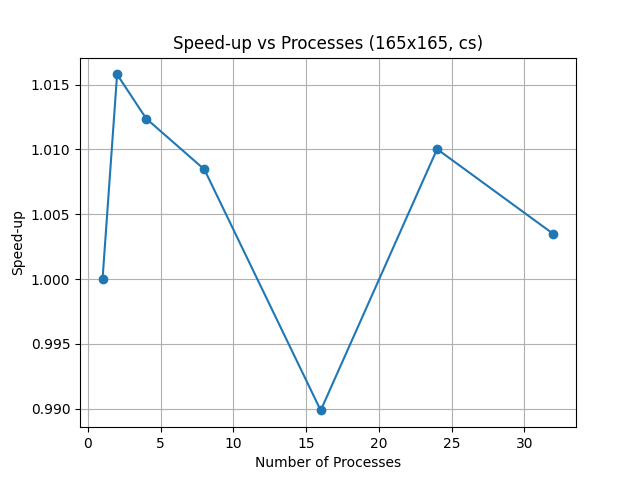 Speed-up vs Processes (165x165, cs)
1.015
1.010
1.005
1.000
0.995
0.990
Speed-up
0 5 10 15 20 25 30
Number of Processes